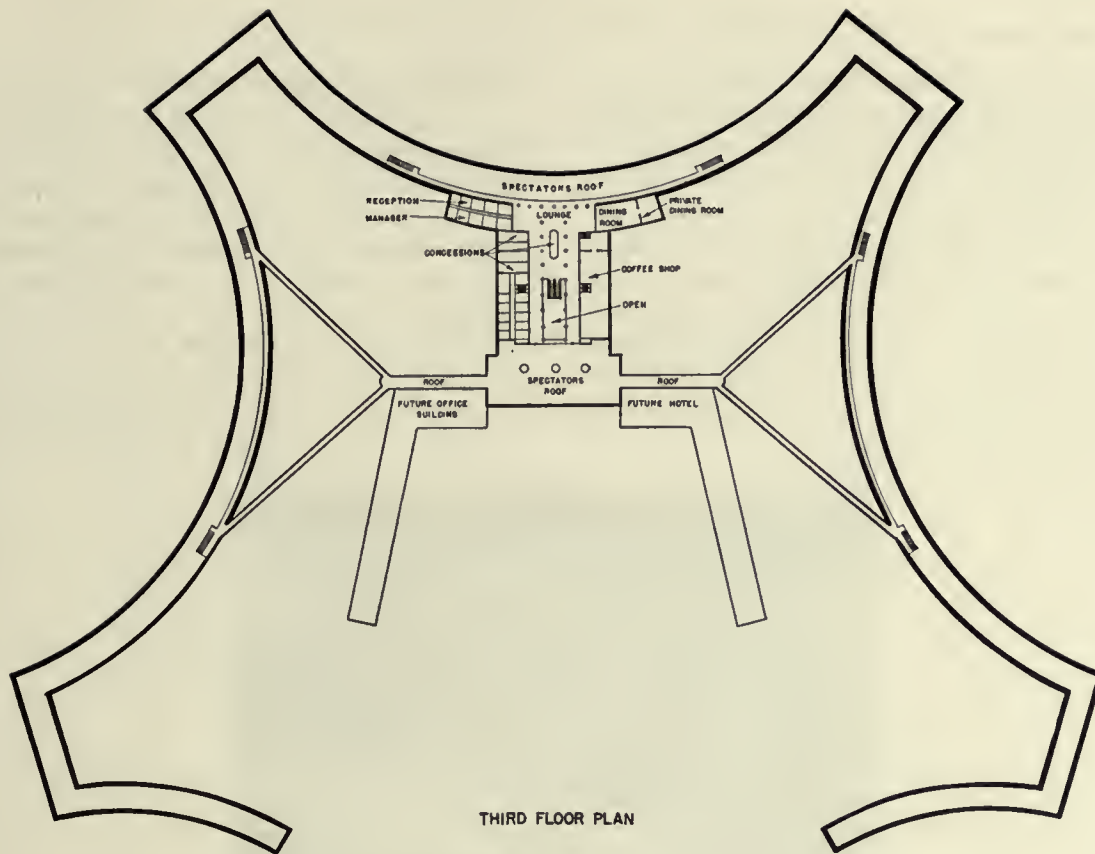 SPECTATORS ROOF
RECEPTION
MANAGER
LOUNGE
DINING
ROOM
PRIVATE
DINING ROOM
CONCESSIONS
COFFEE SHOP
OPEN
ROOF
SPECTATORS
ROOF
ROOF
FUTURE OFFICE
BUILDING
FUTURE HOTEL
THIRD FLOOR PLAN